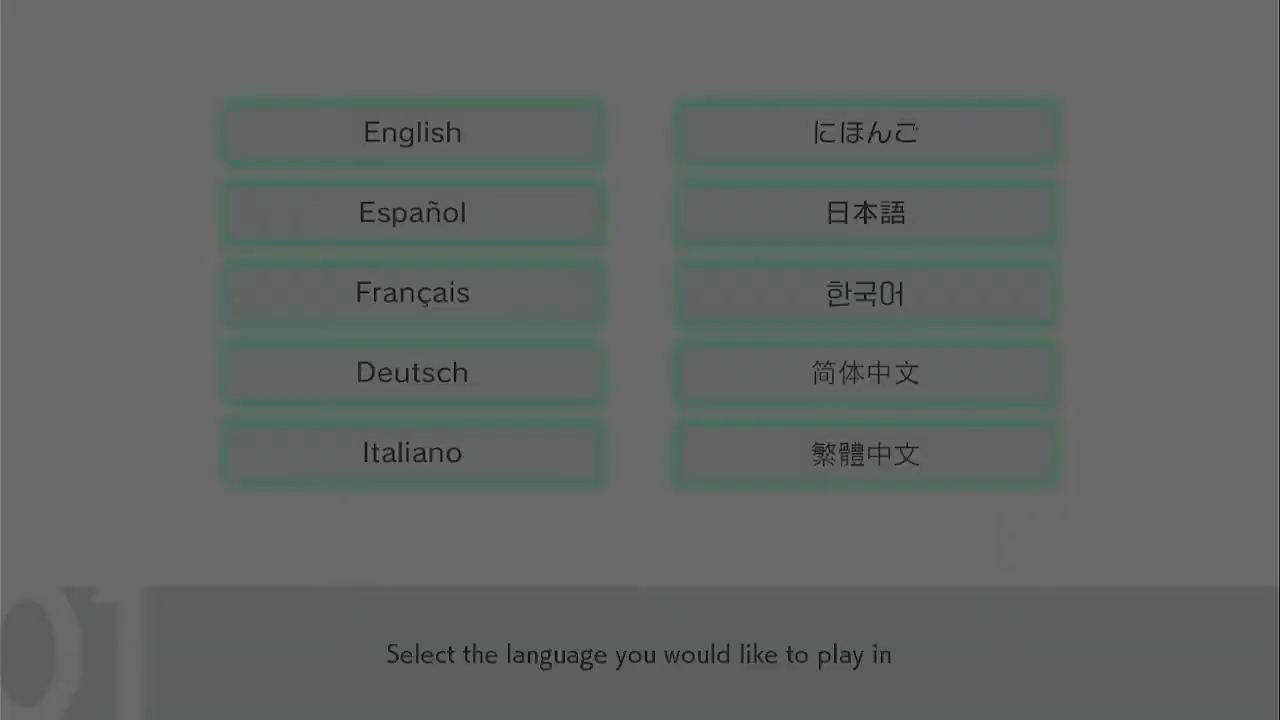 English
Español
Français
Deutsch
Italiano
にほんご
日本語
한국어
简体中文
繁體中文
01
Select the language you would like to play in